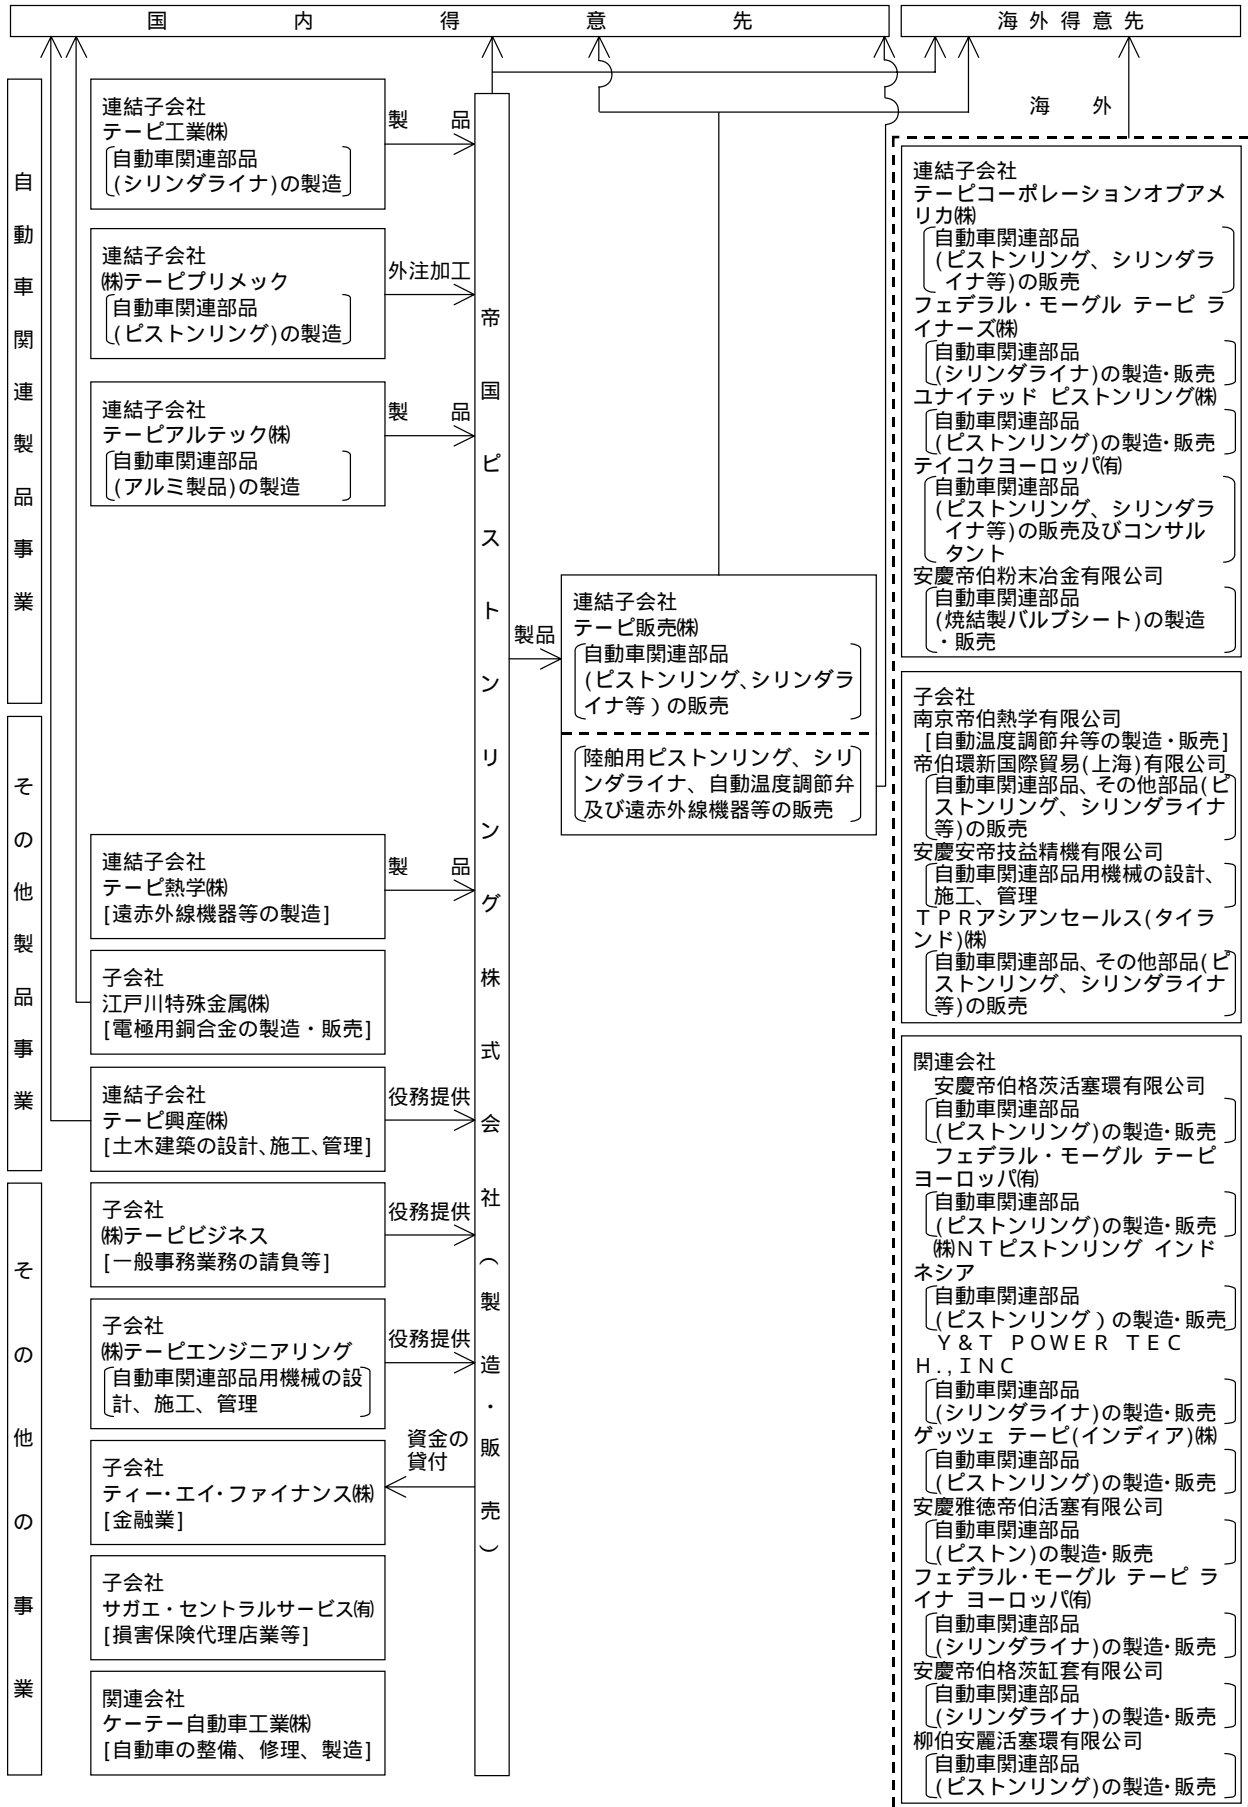 国内得意先
海外得意先
自動車関連製品事業
連結子会社
テーピ工業㈱
自動車関連部品
(シリンダライナ)の製造
製品
連結子会社
㈱テーピプリメック
自動車関連部品
(ピストンリング)の製造
外注加工
連結子会社
テーピアルテック㈱
自動車関連部品
(アルミ製品)の製造
製品
その他製品事業
連結子会社
テーピ熱学㈱
[遠赤外線機器等の製造]
製品
子会社
江戸川特殊金属㈱
[電極用銅合金の製造・販売]
連結子会社
テーピ興産㈱
[土木建築の設計、施工、管理]
役務提供
その他の事業
子会社
㈱テーピビジネス
[一般事務業務の請負等]
役務提供
子会社
㈱テーピエンジニアリング
自動車関連部品用機械の設
計、施工、管理
役務提供
子会社
ティー・エイ・ファイナンス㈱
[金融業]
資金の
貸付
子会社
サガエ・セントラルサービス㈲
[損害保険代理店業等]
関連会社
ケーテー自動車工業㈱
[自動車の整備、修理、製造]
帝国ピストンリング株式会社(製造・販売)
製品
連結子会社
テーピ販売㈱
自動車関連部品
(ピストンリング、シリンダラ
イナ等)の販売
陸舶用ピストンリング、シリ
ンダライナ、自動温度調節弁
及び遠赤外線機器等の販売
海外
連結子会社
テーピコーポレーションオブアメ
リカ㈱
自動車関連部品
(ピストンリング、シリンダラ
イナ等)の販売
フェデラル・モーグル テーピ ラ
イナーズ㈱
自動車関連部品
(シリンダライナ)の製造・販売
ユナイテッド ピストンリング㈱
自動車関連部品
(ピストンリング)の製造・販売
テイコクヨーロッパ㈲
自動車関連部品
(ピストンリング、シリンダラ
イナ等)の販売及びコンサル
タント
安慶帝伯粉末冶金有限公司
自動車関連部品
(焼結製バルブシート)の製造
・販売
子会社
南京帝伯熱学有限公司
[自動温度調節弁等の製造・販売]
帝伯環新国際貿易(上海)有限公司
自動車関連部品、その他部品(ピ
ストンリング、シリンダライナ
等)の販売
安慶安帝技益精機有限公司
自動車関連部品用機械の設計、
施工、管理
TPRアシアンセールス(タイラ
ンド)㈱
自動車関連部品、その他部品(ピ
ストンリング、シリンダライナ
等)の販売
関連会社
安慶帝伯格茨活塞環有限公司
自動車関連部品
(ピストンリング)の製造・販売
フェデラル・モーグル テーピ
ヨーロッパ㈲
自動車関連部品
(ピストンリング)の製造・販売
㈱NTピストンリング インド
ネシア
自動車関連部品
(ピストンリング)の製造・販売
Y&T POWER TEC
H.,INC
自動車関連部品
(シリンダライナ)の製造・販売
ゲッツェ テーピ(インディア)㈱
自動車関連部品
(ピストンリング)の製造・販売
安慶雅徳帝伯活塞有限公司
自動車関連部品
(ピストン)の製造・販売
フェデラル・モーグル テーピ ラ
イナ ヨーロッパ㈲
自動車関連部品
(シリンダライナ)の製造・販売
安慶帝伯格茨缸套有限公司
自動車関連部品
(シリンダライナ)の製造・販売
柳伯安麗活塞環有限公司
自動車関連部品
(ピストンリング)の製造・販売